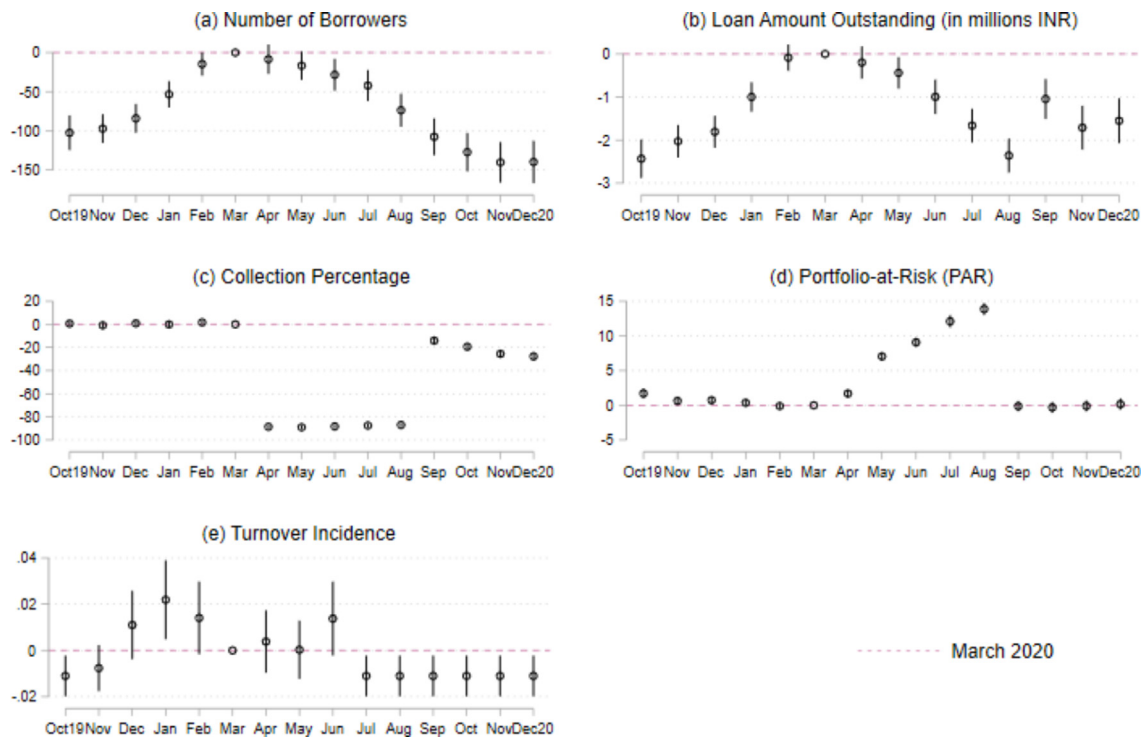 (a) Number of Borrowers
0
-50
-100
-150
Oct19 Nov Dec Jan Feb Mar Apr May Jun Jul Aug Sep Oct Nov Dec20
(b) Loan Amount Outstanding (in millions INR)
0
-1
-2
-3
Oct19 Nov Dec Jan Feb Mar Apr May Jun Jul Aug Sep Nov Dec20
(c) Collection Percentage
20
0
-20
-40
-60
-80
-100
Oct19 Nov Dec Jan Feb Mar Apr May Jun Jul Aug Sep Oct Nov Dec20
(d) Portfolio-at-Risk (PAR)
15
10
5
0
-5
Oct19 Nov Dec Jan Feb Mar Apr May Jun Jul Aug Sep Oct Nov Dec20
(e) Turnover Incidence
.04
.02
0
-.02
Oct19 Nov Dec Jan Feb Mar Apr May Jun Jul Aug Sep Oct Nov Dec20
March 2020